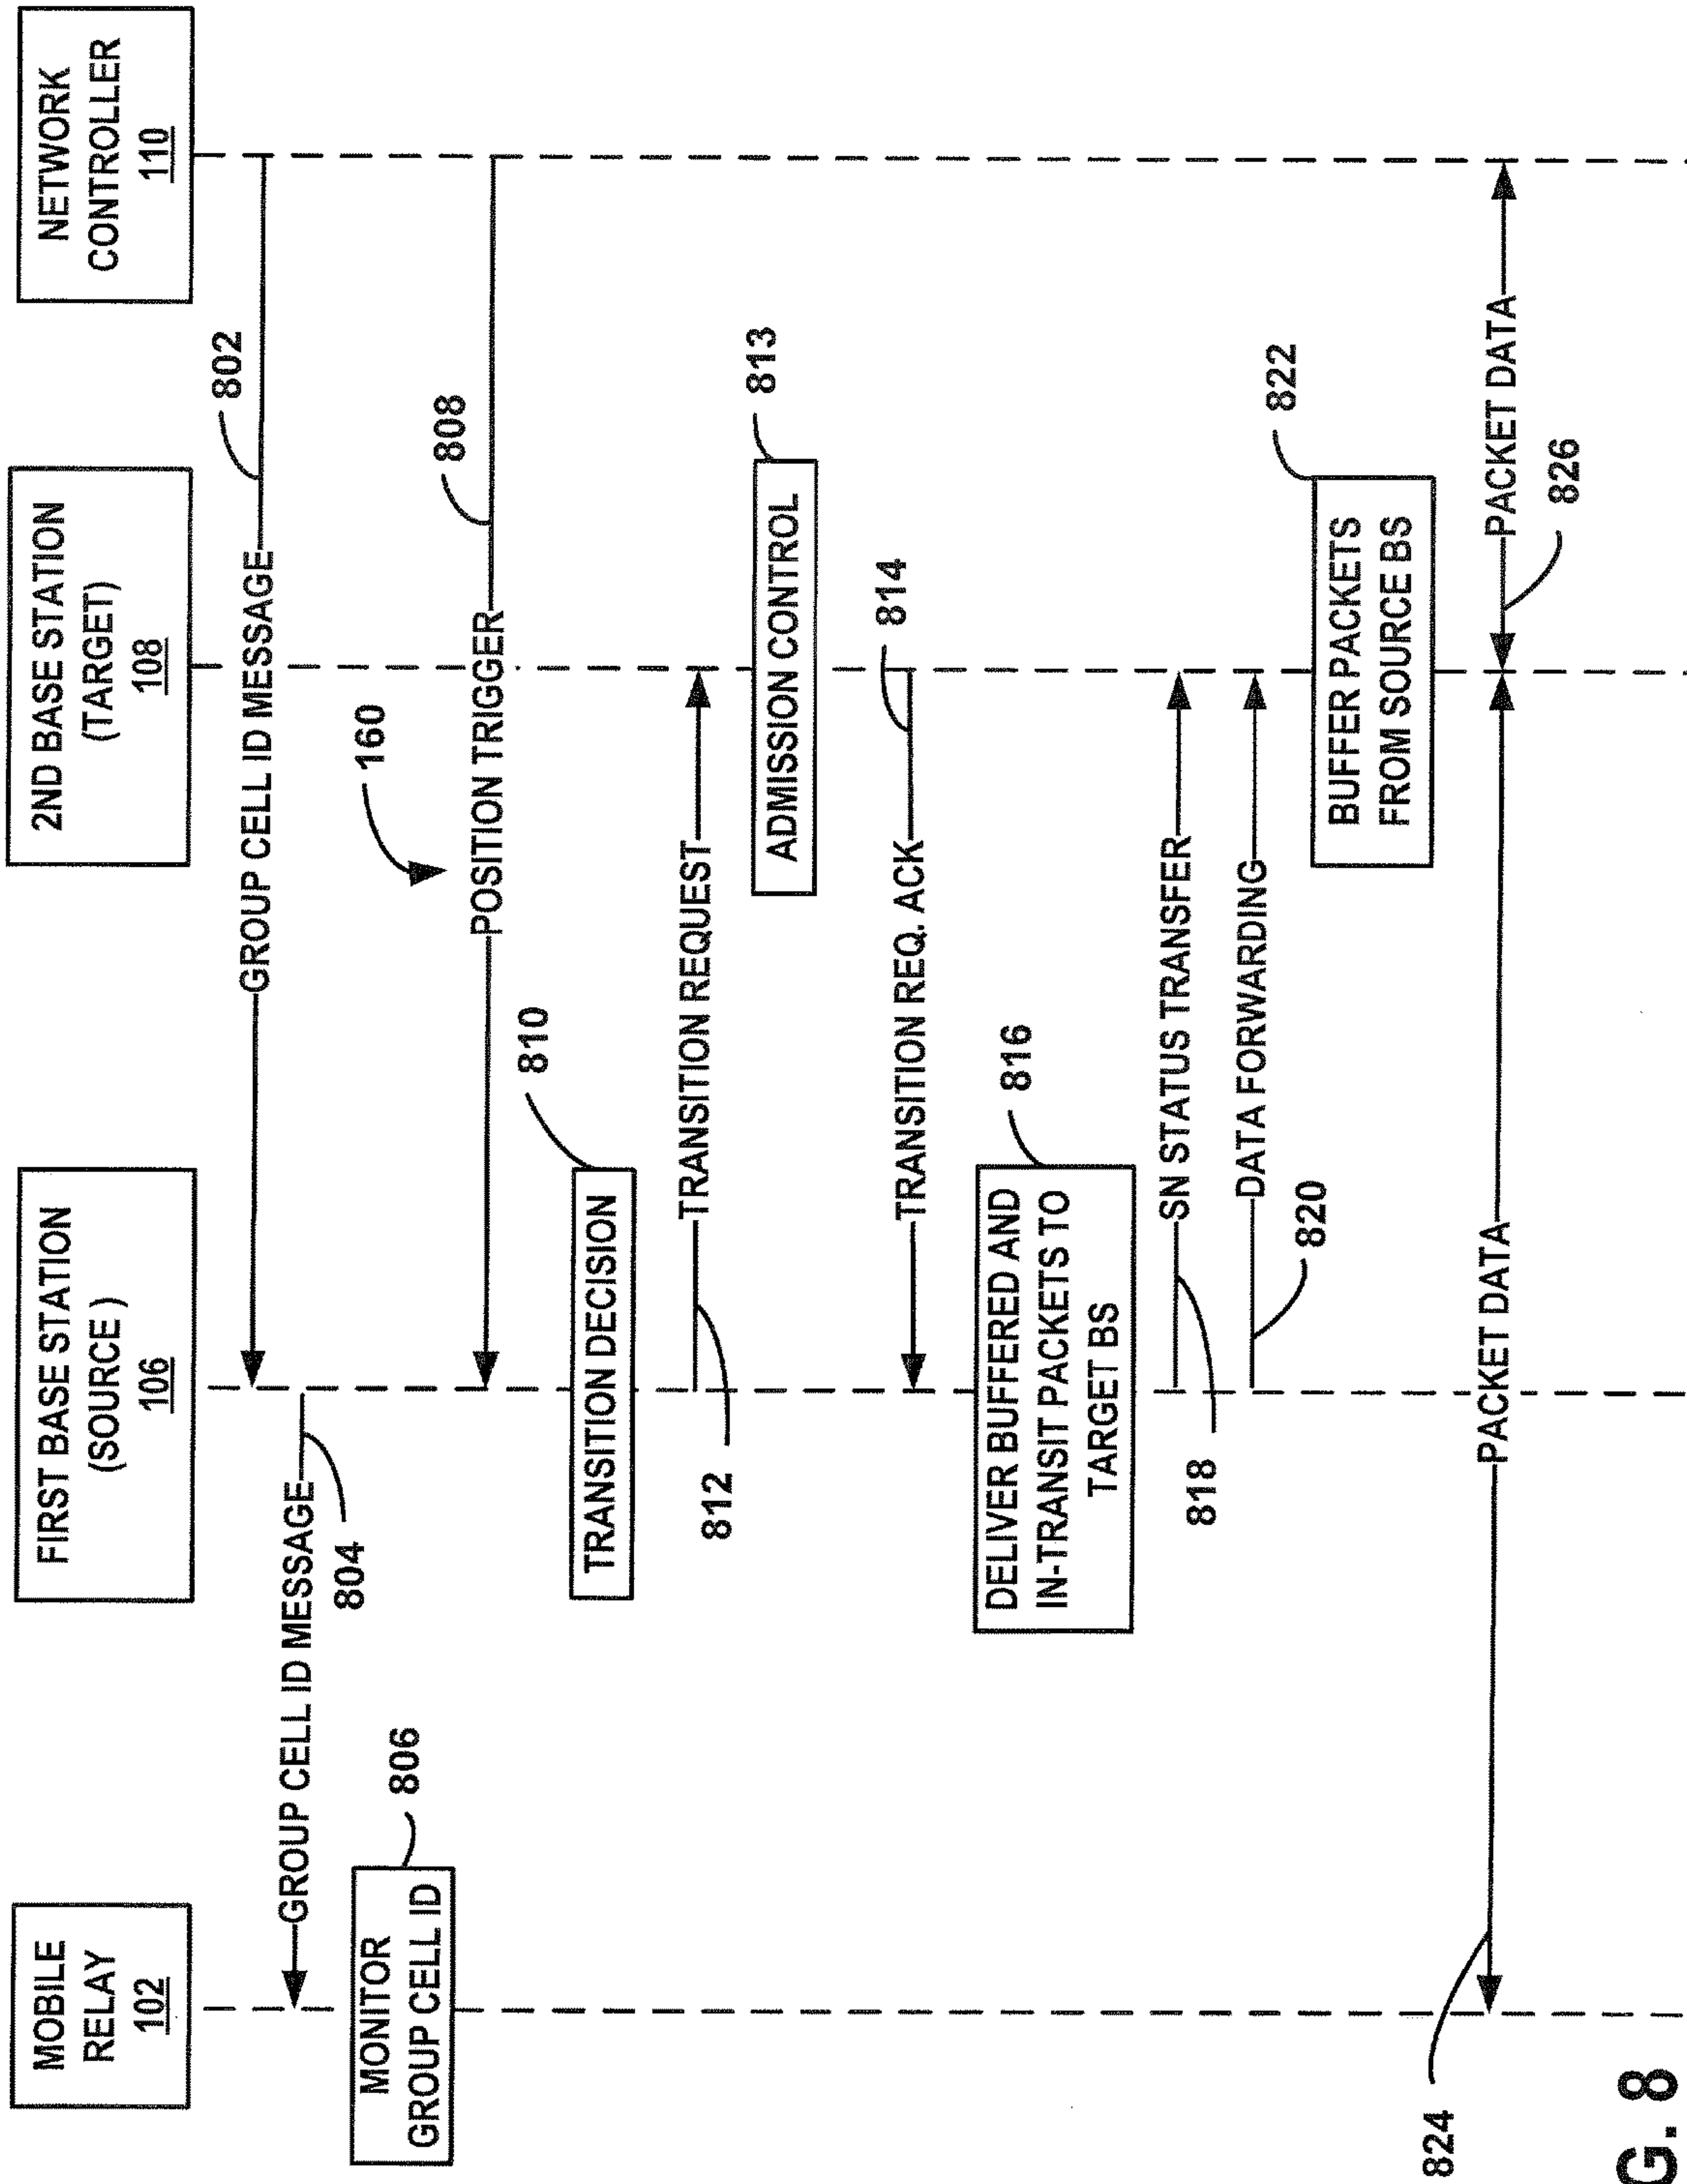 MOBILE
RELAY
102
FIRST BASE STATION
(SOURCE )
106
2ND BASE STATION
(TARGET)
108
NETWORK
CONTROLLER
110
GROUP CELL ID MESSAGE
802
GROUP CELL ID MESSAGE
804
MONITOR
GROUP CELL ID
806
160
POSITION TRIGGER
808
TRANSITION DECISION
810
TRANSITION REQUEST
812
ADMISSION CONTROL
813
TRANSITION REQ. ACK
814
DELIVER BUFFERED AND
IN-TRANSIT PACKETS TO
TARGET BS
816
SN STATUS TRANSFER
818
DATA FORWARDING
820
BUFFER PACKETS
FROM SOURCE BS
822
PACKET DATA
824
PACKET DATA
826
G. 8